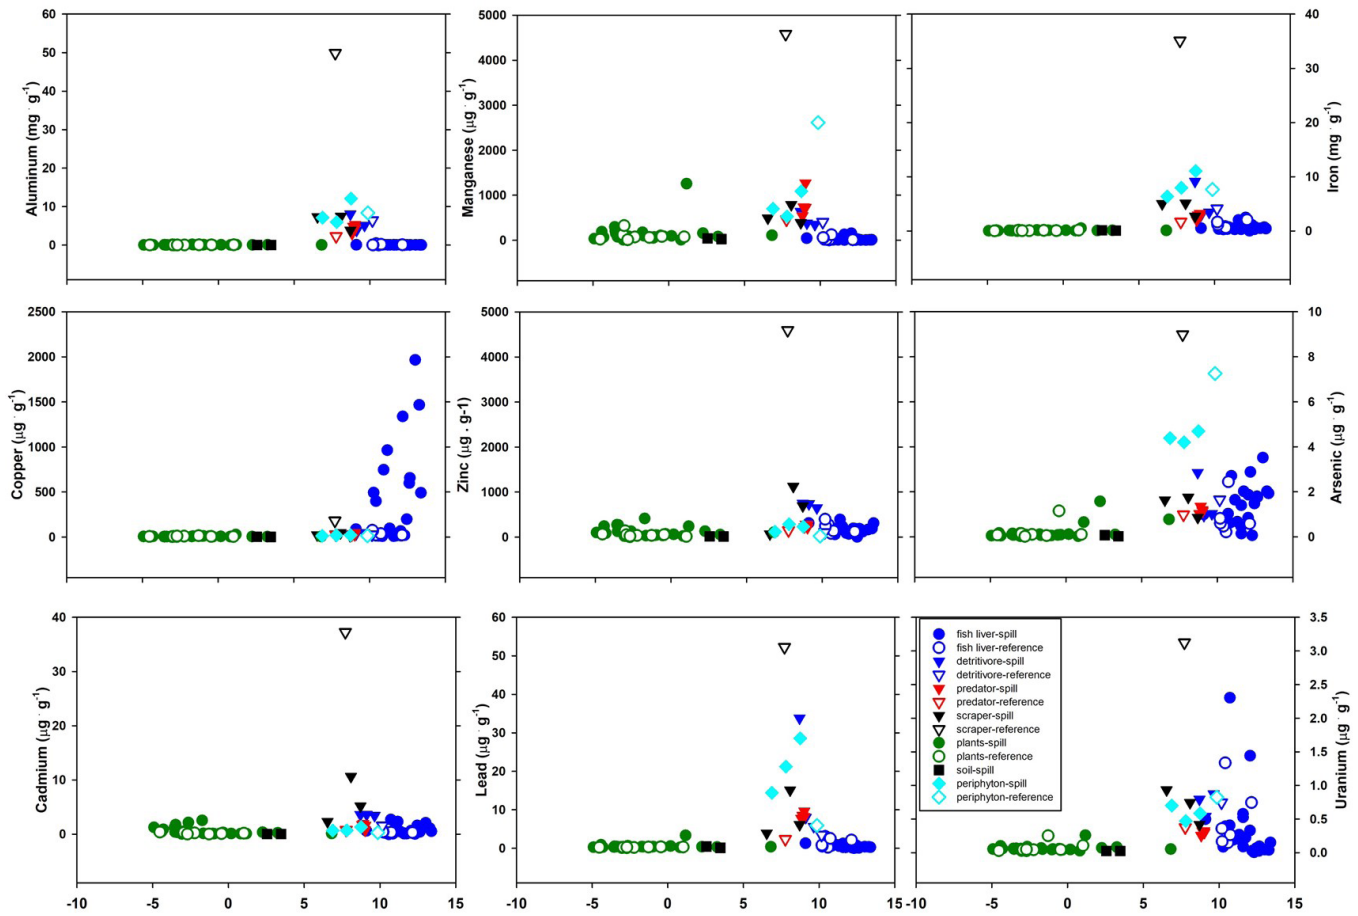 60
50
40
30
20
10
0
Aluminum (mg · g-1)
5000
4000
3000
2000
1000
0
Manganese (µg · g-1)
40
30
20
10
0
Iron (mg · g-1)
2500
2000
1500
1000
500
0
Copper (µg · g-1)
5000
4000
3000
2000
1000
0
Zinc (µg . g-1)
10
8
6
4
2
0
Arsenic (µg · g-1)
40
30
20
10
0
Cadmium (µg · g-1)
-10 -5 0 5 10 15
60
50
40
30
20
10
0
Lead (µg · g-1)
-10 -5 0 5 10 15
fish liver-spill
fish liver-reference
detritivore-spill
detritivore-reference
predator-spill
predator-reference
scraper-spill
scraper-reference
plants-spill
plants-reference
soil-spill
periphyton-spill
periphyton-reference
3.5
3.0
2.5
2.0
1.5
1.0
0.5
0.0
Uranium (µg · g-1)
-10 -5 0 5 10 15